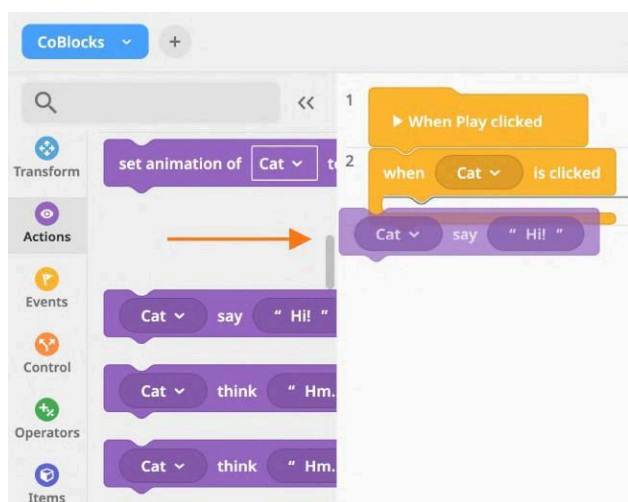 CoBlocks
+
1
When Play clicked
Transform
set animation of Cat
2
when Cat is clicked
Actions
Cat say " Hi! "
Events
Cat say " Hi! "
Control
Cat think " Hm.
Operators
Cat think " Hm.
Items